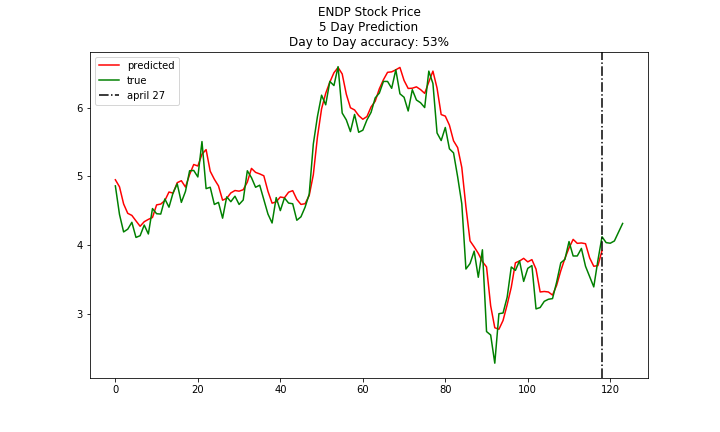 ENDP Stock Price
5 Day Prediction
Day to Day accuracy: 53%
predicted
true
april 27
6
5
4
3
0 20 40 60 80 100 120